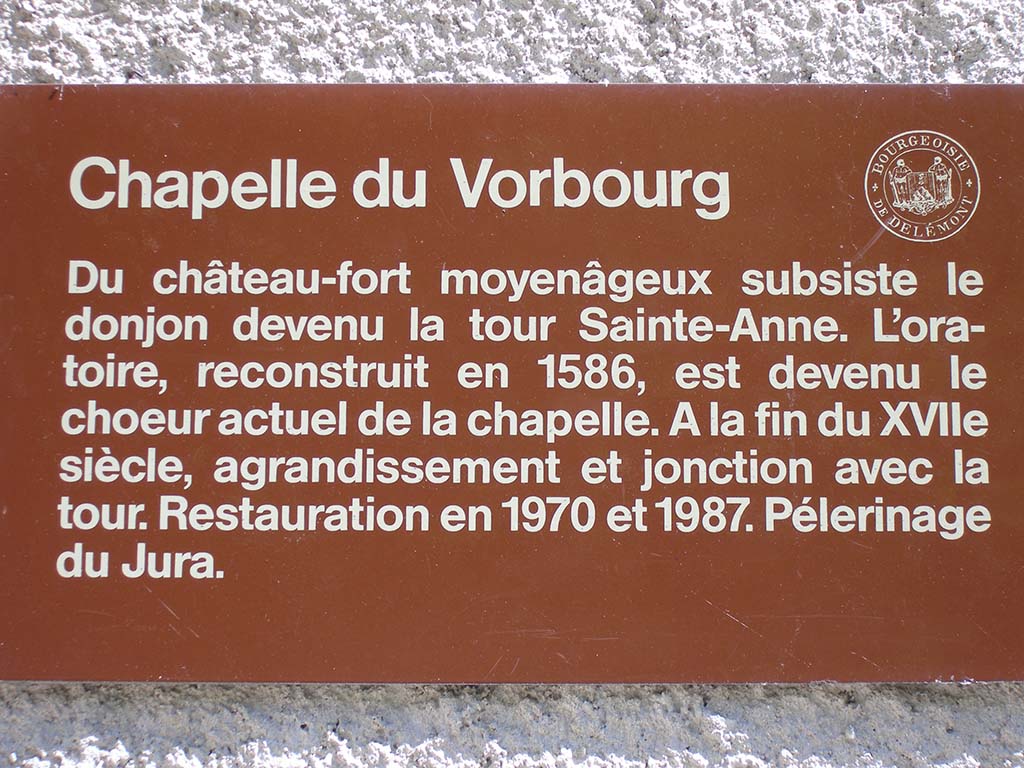 Chapelle du Vorbourg
BOURGEOISIE
DE DELÉMONT
Du château-fort moyenâgeux subsiste le
donjon devenu la tour Sainte-Anne. L'ora-
toire, reconstruit en 1586, est devenu le
choeur actuel de la chapelle. A la fin du XVIIe
siècle, agrandissement et jonction avec la
tour. Restauration en 1970 et 1987. Pélerinage
du Jura.